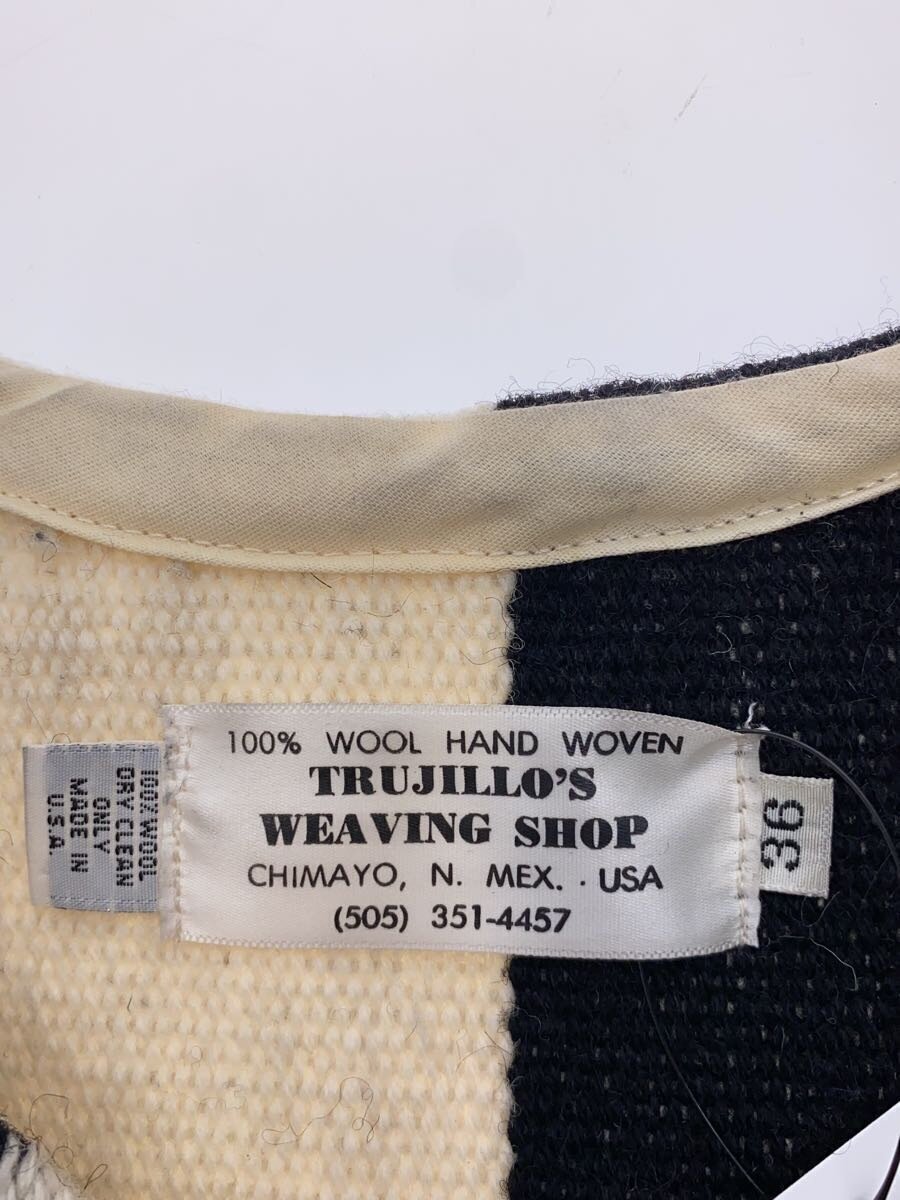 100% WOOL HAND WOVEN
TRUJILLO'S
WEAVING SHOP
CHIMAYO, N. MEX. · USA
(505) 351-4457
100% WOOL
DRY CLEAN
ONLY
MADE IN
U.S.A.
36